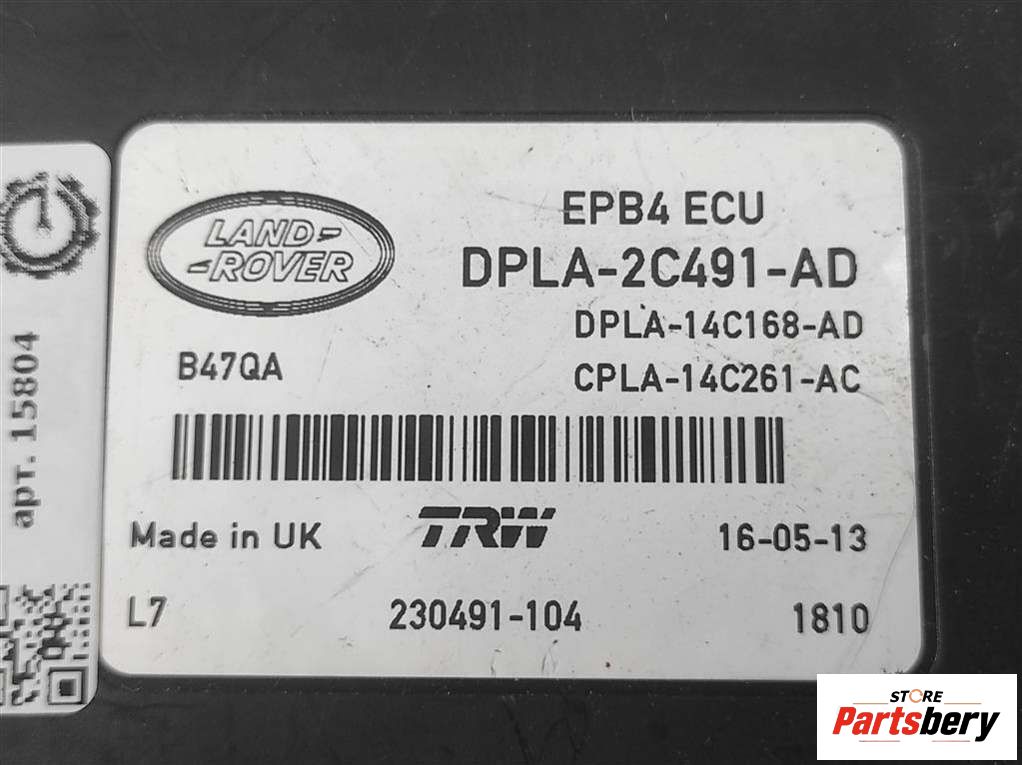 LAND-
-ROVER
EPB4 ECU
DPLA-2C491-AD
DPLA-14C168-AD
B47QA
CPLA-14C261-AC
Made in UK
TRW
16-05-13
L7
230491-104
1810
арт. 15804
STORE
Partsbery